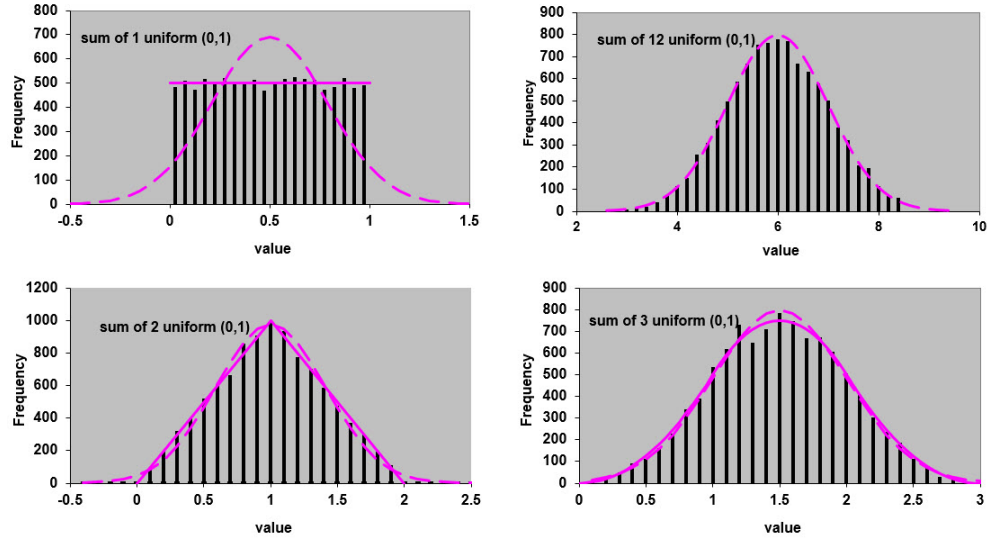 800
700
600
500
400
300
200
100
0
Frequency
sum of 1 uniform (0,1)
-0.5 0 0.5 1 1.5
value
900
800
700
600
500
400
300
200
100
0
Frequency
sum of 12 uniform (0,1)
2 4 6 8 10
value
1200
1000
800
600
400
200
0
Frequency
sum of 2 uniform (0,1)
-0.5 0 0.5 1 1.5 2 2.5
value
900
800
700
600
500
400
300
200
100
0
Frequency
sum of 3 uniform (0,1)
0 0.5 1 1.5 2 2.5 3
value